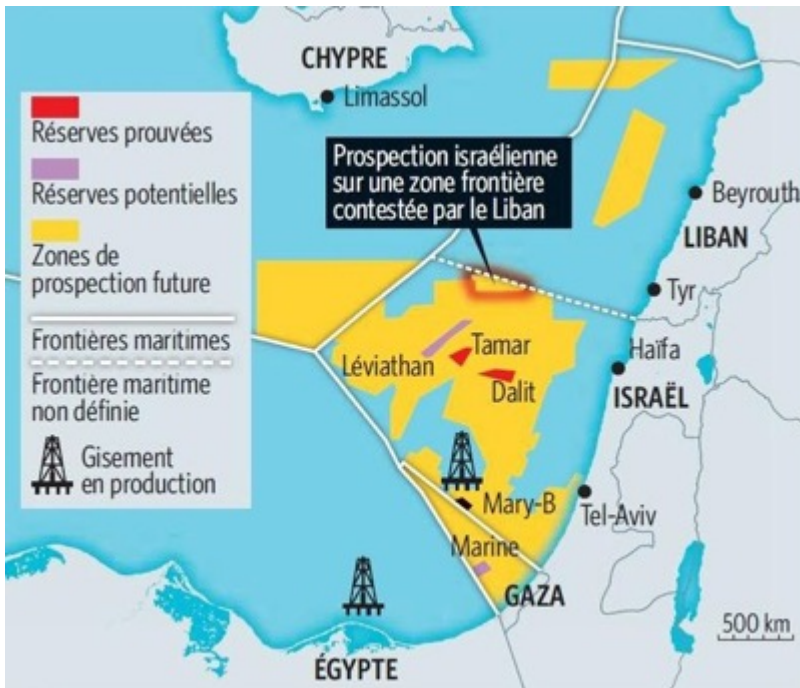 CHYPRE
Limassol
Réserves prouvées
Réserves potentielles
Zones de
prospection future
Frontières maritimes
Frontière maritime
non définie
Gisement
en production
Prospection israélienne
sur une zone frontière
contestée par le Liban
Beyrouth
LIBAN
Tyr
Haïfa
ISRAËL
Tamar
Léviathan
Dalit
Mary-B
Tel-Aviv
Marine
GAZA
500 km
ÉGYPTE